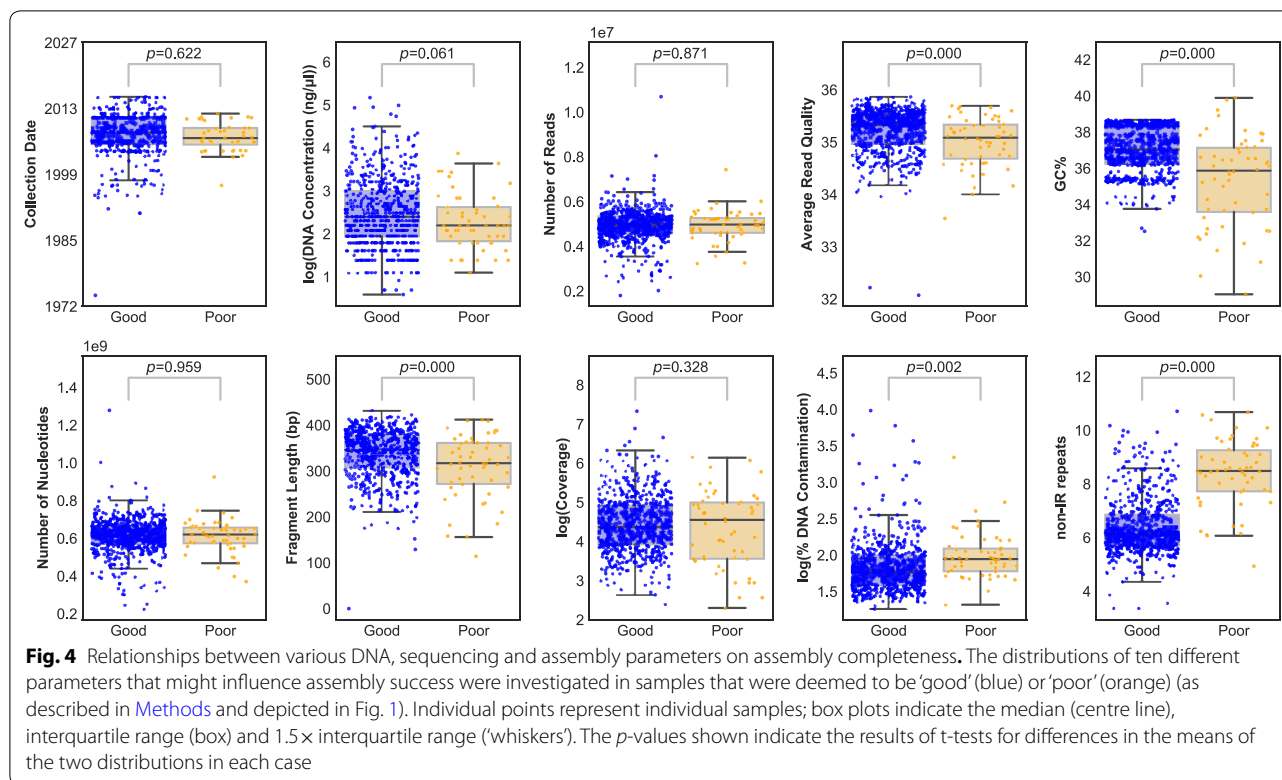 p=0.622
Collection Date
2027
2013
1999
1985
1972
Good Poor
p=0.061
log(DNA Concentration (ng/µl))
6
5
4
3
2
1
Good Poor
1e7
p=0.871
Number of Reads
1.2
1.0
0.8
0.6
0.4
0.2
Good Poor
p=0.000
Average Read Quality
36
35
34
33
32
Good Poor
p=0.000
GC%
42
40
38
36
34
32
30
Good Poor
1e9
p=0.959
Number of Nucleotides
1.4
1.2
1.0
0.8
0.6
0.4
0.2
Good Poor
p=0.000
Fragment Length (bp)
500
400
300
200
100
0
Good Poor
p=0.328
log(Coverage)
8
7
6
5
4
3
2
Good Poor
p=0.002
log(% DNA Contamination)
4.5
4.0
3.5
3.0
2.5
2.0
1.5
Good Poor
p=0.000
non-IR repeats
12
10
8
6
4
Good Poor
Fig. 4 Relationships between various DNA, sequencing and assembly parameters on assembly completeness. The distributions of ten different
parameters that might influence assembly success were investigated in samples that were deemed to be ‘good’ (blue) or ‘poor’ (orange) (as
described in Methods and depicted in Fig. 1). Individual points represent individual samples; box plots indicate the median (centre line),
interquartile range (box) and 1.5× interquartile range (‘whiskers’). The p-values shown indicate the results of t-tests for differences in the means of
the two distributions in each case